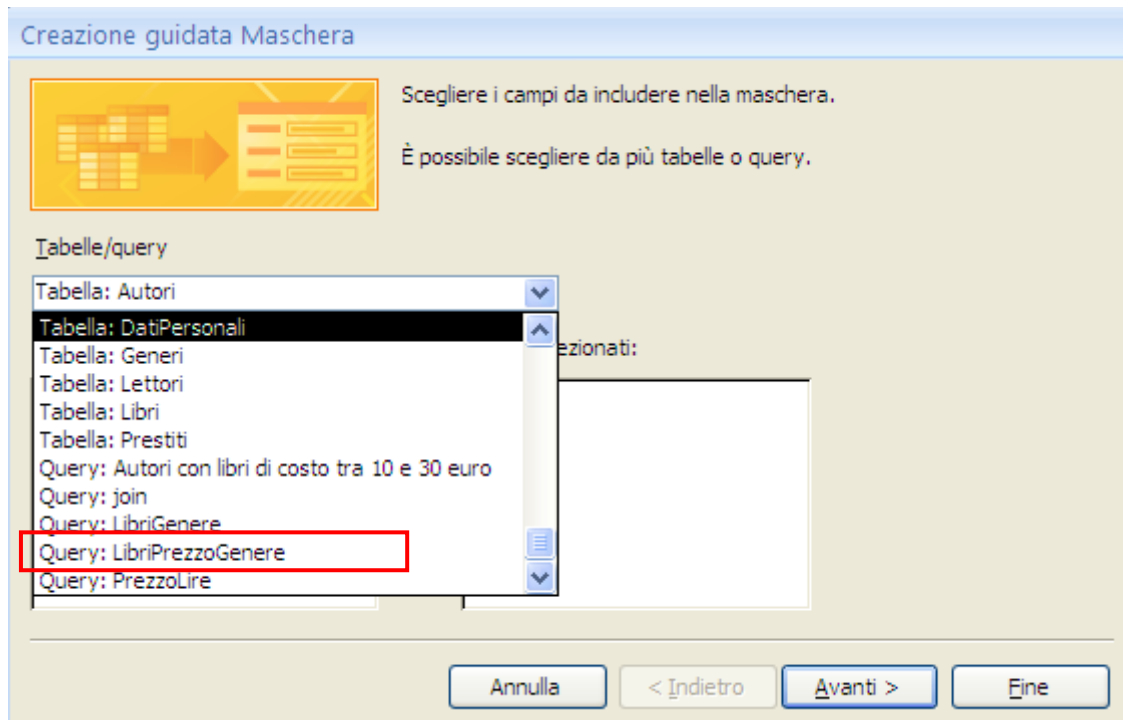 Creazione guidata Maschera
Scegliere i campi da includere nella maschera.
È possibile scegliere da più tabelle o query.
Tabelle/query
Tabella: Autori
Tabella: DatiPersonali
ezionati:
Tabella: Generi
Tabella: Lettori
Tabella: Libri
Tabella: Prestiti
Query: Autori con libri di costo tra 10 e 30 euro
Query: join
Query: LibriGenere
Query: LibriPrezzoGenere
Query: PrezzoLire
Annulla < Indietro Avanti > Fine